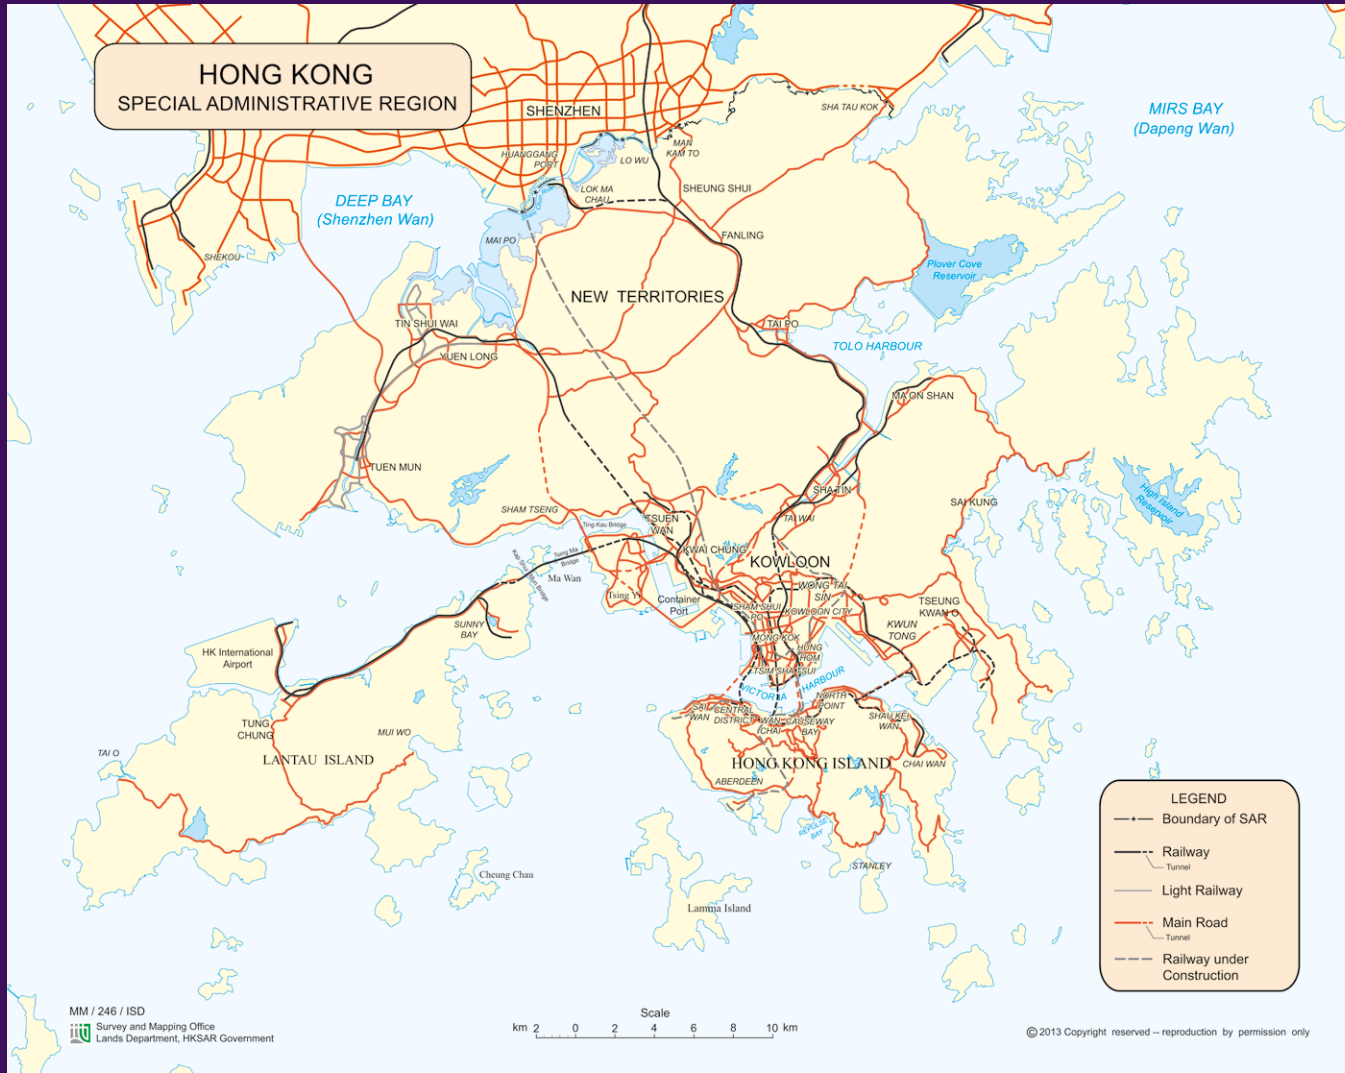 HONG KONG
SPECIAL ADMINISTRATIVE REGION
SHENZHEN
SHA TAU KOK
MIRS BAY
(Dapeng Wan)
HUANGGANG
PORT
MAN
KAM TO
LO WU
DEEP BAY
(Shenzhen Wan)
LOK MA
CHAU
SHEUNG SHUI
SHEKOU
MAI PO
FANLING
Plover Cove
Reservoir
NEW TERRITORIES
TIN SHUI WAI
TAI PO
YUEN LONG
TOLO HARBOUR
MA ON SHAN
TUEN MUN
SHA TIN
High Island
Reservoir
SAI KUNG
SHAM TSENG
Ting Kau Bridge
TSUEN
WAN
TAI WAI
KWAI CHUNG
KOWLOON
Tsing Ma
Bridge
Kap Shui Mun Bridge
Ma Wan
Tsing Yi
Container
Port
WONG TAI
SIN
SHAM SHUI
PO
KOWLOON CITY
TSEUNG
KWAN O
SUNNY
BAY
KWUN
TONG
MONG KOK
HUNG
HOM
HK International
Airport
TSIM SHA TSUI
VICTORIA HARBOUR
NORTH
POINT
SAI
WAN
CENTRAL
DISTRICT
WAN
CHAI
CAUSEWAY
BAY
SHAU KEI
WAN
TUNG
CHUNG
MUI WO
TAI O
LANTAU ISLAND
HONG KONG ISLAND
CHAI WAN
ABERDEEN
REPULSE
BAY
STANLEY
Cheung Chau
Lamma Island
LEGEND
Boundary of SAR
Railway
Tunnel
Light Railway
Main Road
Tunnel
Railway under
Construction
MM / 246 / ISD
Survey and Mapping Office
Lands Department, HKSAR Government
Scale
km 2 0 2 4 6 8 10 km
© 2013 Copyright reserved -- reproduction by permission only